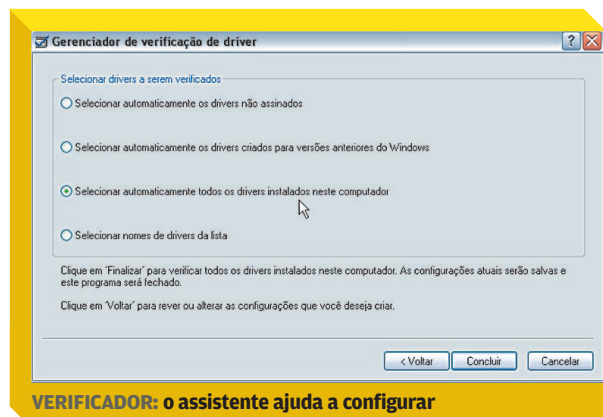 Gerenciador de verificação de driver
Selecionar drivers a serem verificados
Selecionar automaticamente os drivers não assinados
Selecionar automaticamente os drivers criados para versões anteriores do Windows
Selecionar automaticamente todos os drivers instalados neste computador
Selecionar nomes de drivers da lista
Clique em 'Finalizar' para verificar todos os drivers instalados neste computador. As configurações atuais serão salvas e
este programa será fechado.
Clique em 'Voltar' para rever ou alterar as configurações que você deseja criar.
< Voltar Concluir Cancelar
VERIFICADOR: o assistente ajuda a configurar